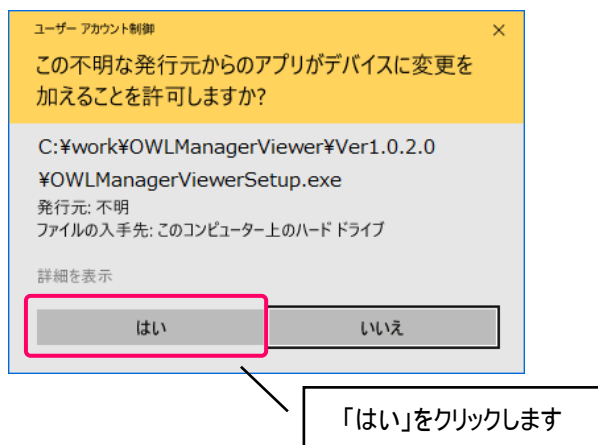 ユーザー アカウント制御
この不明な発行元からのアプリがデバイスに変更を
加えることを許可しますか?
C:¥work¥OWLManagerViewer¥Ver1.0.2.0
¥OWLManagerViewerSetup.exe
発行元: 不明
ファイルの入手先: このコンピューター上のハード ドライブ
詳細を表示
はい
いいえ
「はい」をクリックします